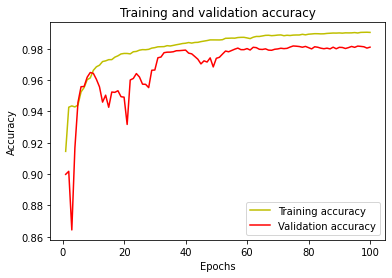 Training and validation accuracy
Accuracy
0.98
0.96
0.94
0.92
0.90
0.88
0.86
Training accuracy
Validation accuracy
0 20 40 60 80 100
Epochs